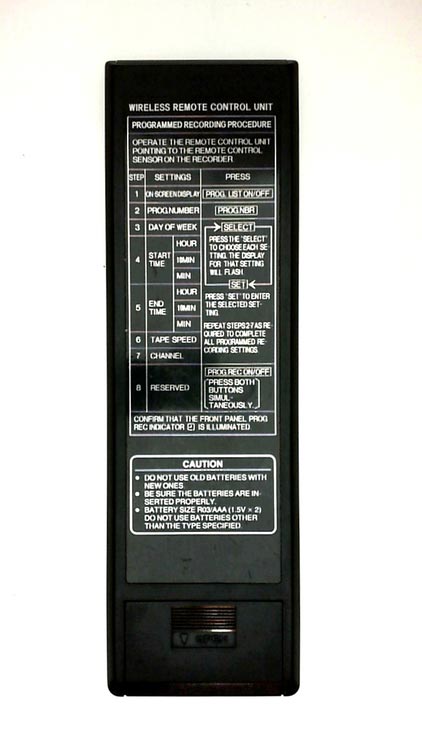 WIRELESS REMOTE CONTROL UNIT
PROGRAMMED RECORDING PROCEDURE
OPERATE THE REMOTE CONTROL UNIT
POINTING TO THE REMOTE CONTROL
SENSOR ON THE RECORDER
STEP SETTINGS PRESS
1 ON-SCREEN DISPLAY PROG. LIST ON/OFF
2 PROG.NUMBER PROG.NBR
3 DAY OF WEEK SELECT
4 START TIME HOUR 10MIN MIN
PRESS THE "SELECT"
TO CHOOSE EACH SE-
TTING. THE DISPLAY
FOR THAT SETTING
WILL FLASH
SET
5 END TIME HOUR 10MIN MIN
PRESS "SET" TO ENTER
THE SELECTED SET-
TING.
6 TAPE SPEED
7 CHANNEL
REPEAT STEPS 2-7 AS RE-
QUIRED TO COMPLETE
ALL PROGRAMMED RE-
CORDING SETTINGS.
8 RESERVED PROG.REC ON/OFF
PRESS BOTH
BUTTONS
SIMUL-
TANEOUSLY.
CONFIRM THAT THE FRONT PANEL PROG
REC INDICATOR IS ILLUMINATED
CAUTION
● DO NOT USE OLD BATTERIES WITH
NEW ONES.
● BE SURE THE BATTERIES ARE IN-
SERTED PROPERLY.
● BATTERY SIZE R03/AAA (1.5V × 2)
DO NOT USE BATTERIES OTHER
THAN THE TYPE SPECIFIED.
OPEN